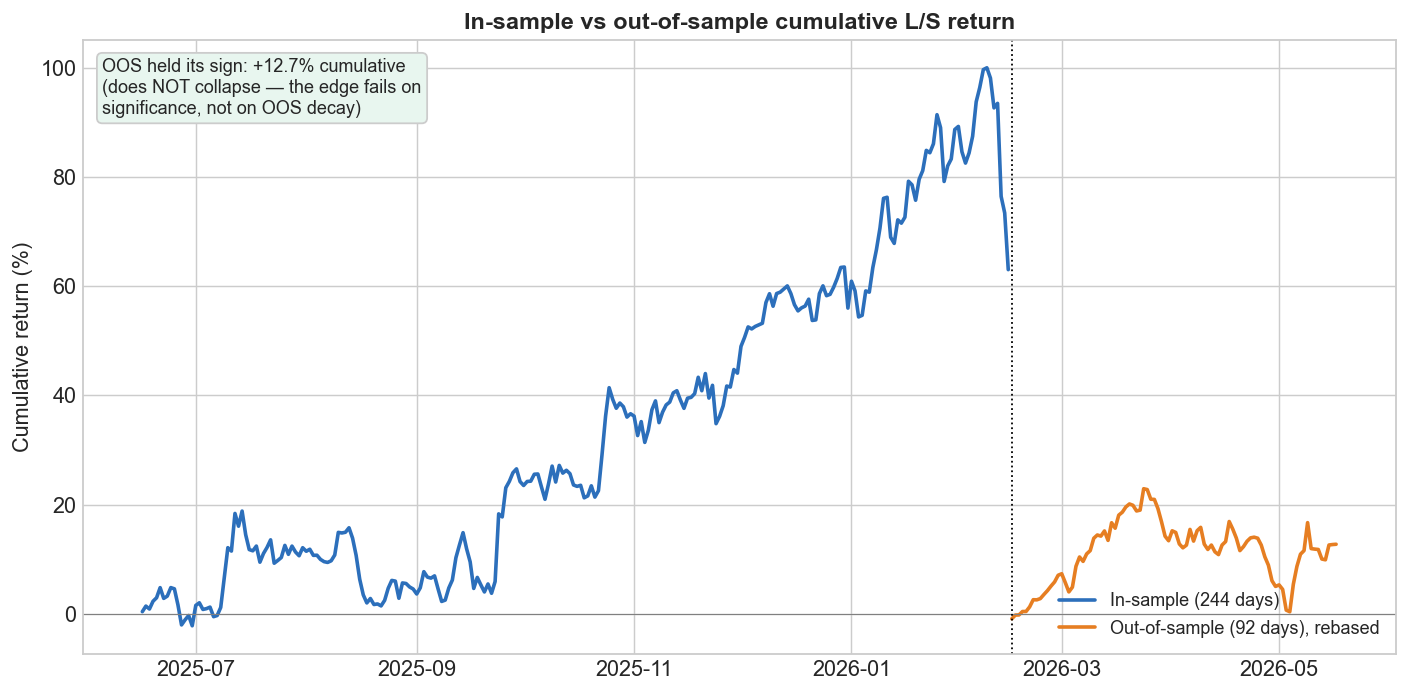 In-sample vs out-of-sample cumulative L/S return
OOS held its sign: +12.7% cumulative
(does NOT collapse — the edge fails on
significance, not on OOS decay)
Cumulative return (%)
100
80
60
40
20
0
2025-07
2025-09
2025-11
2026-01
2026-03
2026-05
In-sample (244 days)
Out-of-sample (92 days), rebased